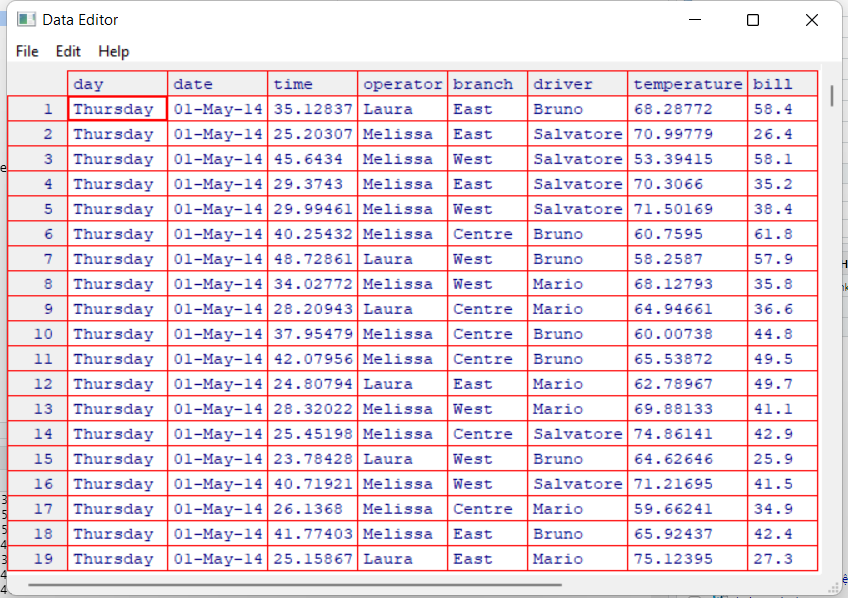 Data Editor
File Edit Help
day date time operator branch driver temperature bill
1 Thursday 01-May-14 35.12837 Laura East Bruno 68.28772 58.4
2 Thursday 01-May-14 25.20307 Melissa East Salvatore 70.99779 26.4
3 Thursday 01-May-14 45.6434 Melissa West Salvatore 53.39415 58.1
4 Thursday 01-May-14 29.3743 Melissa East Salvatore 70.3066 35.2
5 Thursday 01-May-14 29.99461 Melissa West Salvatore 71.50169 38.4
6 Thursday 01-May-14 40.25432 Melissa Centre Bruno 60.7595 61.8
7 Thursday 01-May-14 48.72861 Laura West Bruno 58.2587 57.9
8 Thursday 01-May-14 34.02772 Melissa West Mario 68.12793 35.8
9 Thursday 01-May-14 28.20943 Laura Centre Mario 64.94661 36.6
10 Thursday 01-May-14 37.95479 Melissa Centre Bruno 60.00738 44.8
11 Thursday 01-May-14 42.07956 Melissa Centre Bruno 65.53872 49.5
12 Thursday 01-May-14 24.80794 Laura East Mario 62.78967 49.7
13 Thursday 01-May-14 28.32022 Melissa West Mario 69.88133 41.1
14 Thursday 01-May-14 25.45198 Melissa Centre Salvatore 74.86141 42.9
15 Thursday 01-May-14 23.78428 Laura West Bruno 64.62646 25.9
16 Thursday 01-May-14 40.71921 Melissa West Salvatore 71.21695 41.5
17 Thursday 01-May-14 26.1368 Melissa Centre Mario 59.66241 34.9
18 Thursday 01-May-14 41.77403 Melissa East Bruno 65.92437 42.4
19 Thursday 01-May-14 25.15867 Laura East Mario 75.12395 27.3